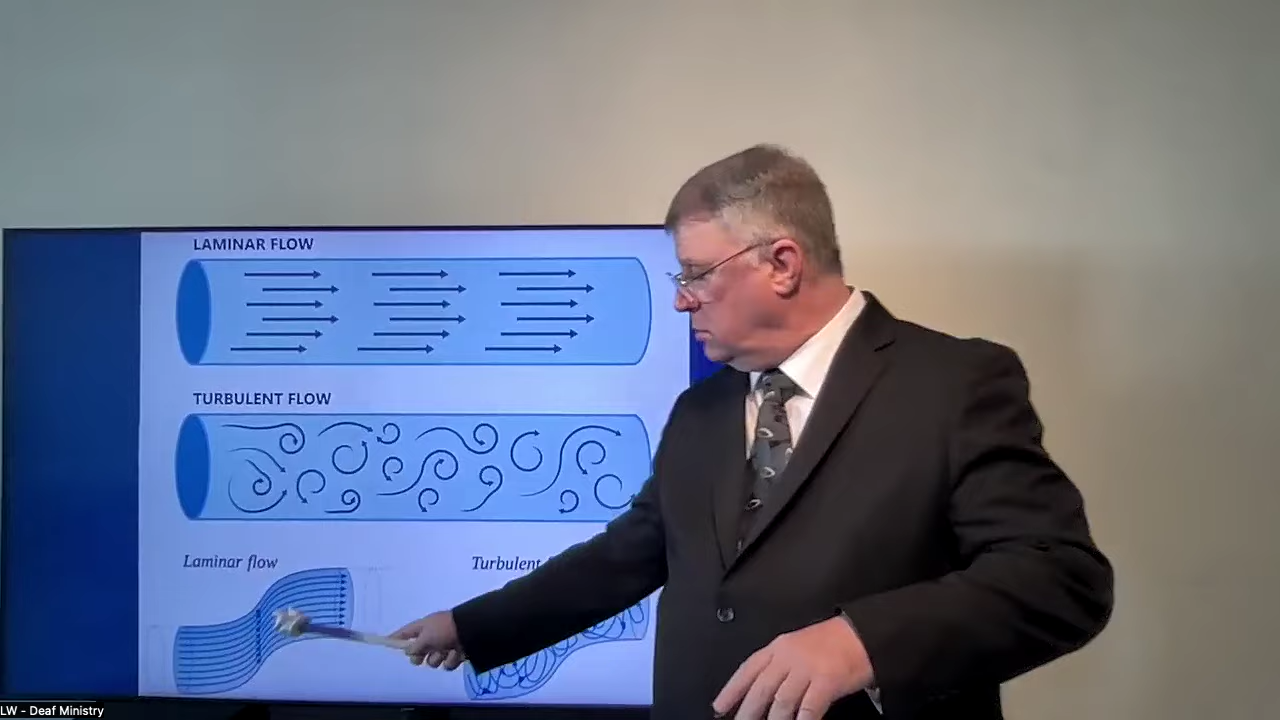 LAMINAR FLOW
TURBULENT FLOW
Laminar flow
Turbulent
LW - Deaf Ministry